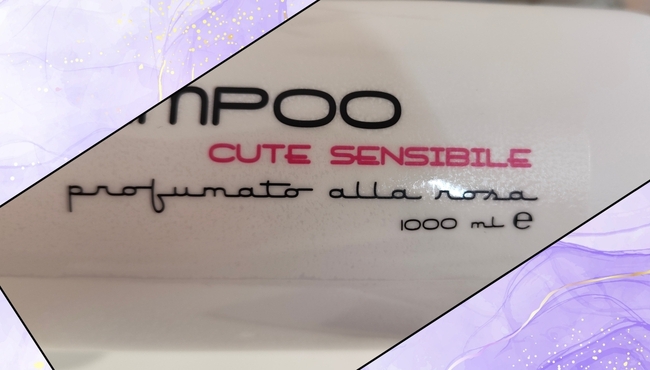 MPOO
CUTE SENSIBILE
profumato alla rosa
1000 ml e